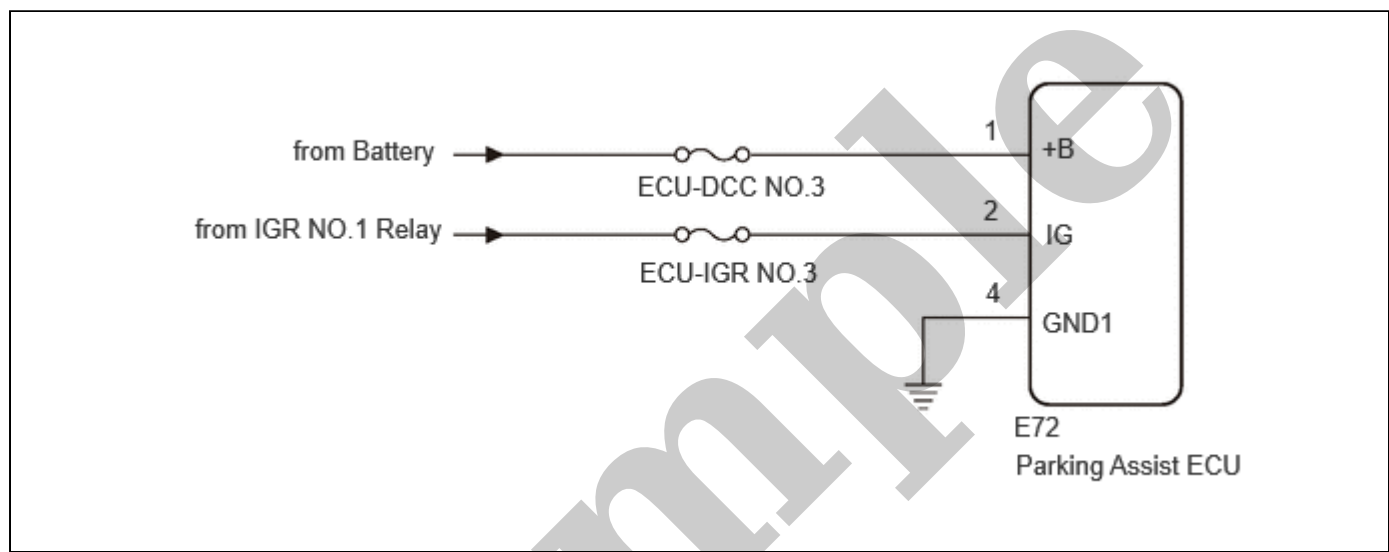 from Battery
ECU-DCC NO.3
1
+B
from IGR NO.1 Relay
ECU-IGR NO.3
2
IG
4
GND1
E72
Parking Assist ECU
mple